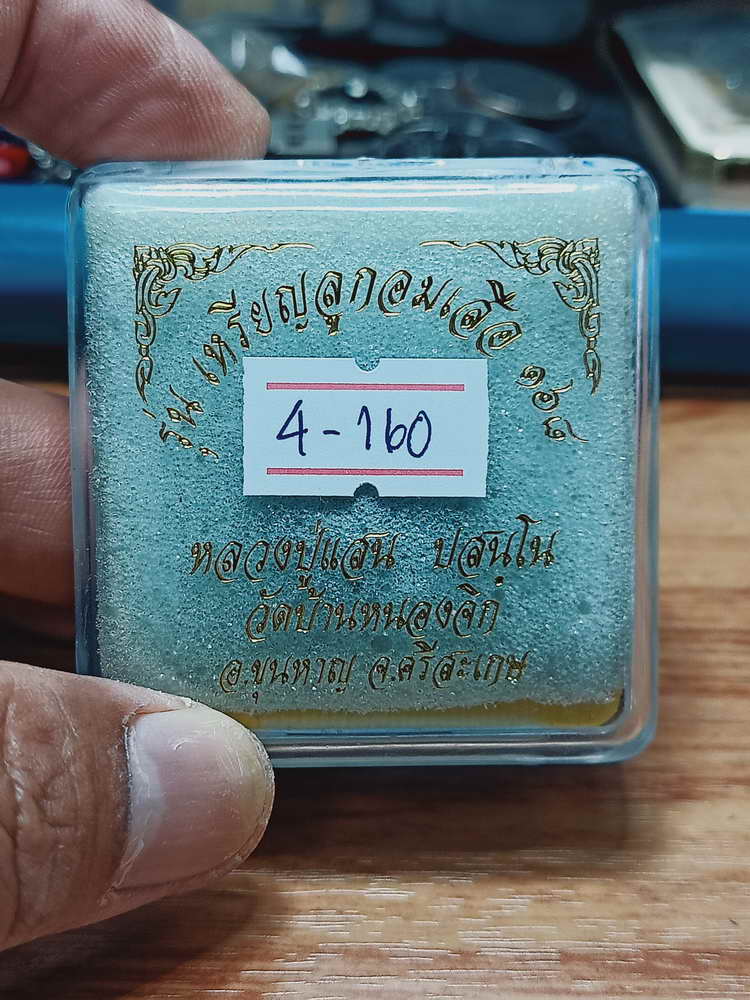 รุ่น เหรียญลูกอมเสือ ๑๖๘
4-160
หลวงปู่แสน ปสนฺโน
วัดบ้านหนองจิก
อ.ขุนหาญ จ.ศรีสะเกษ